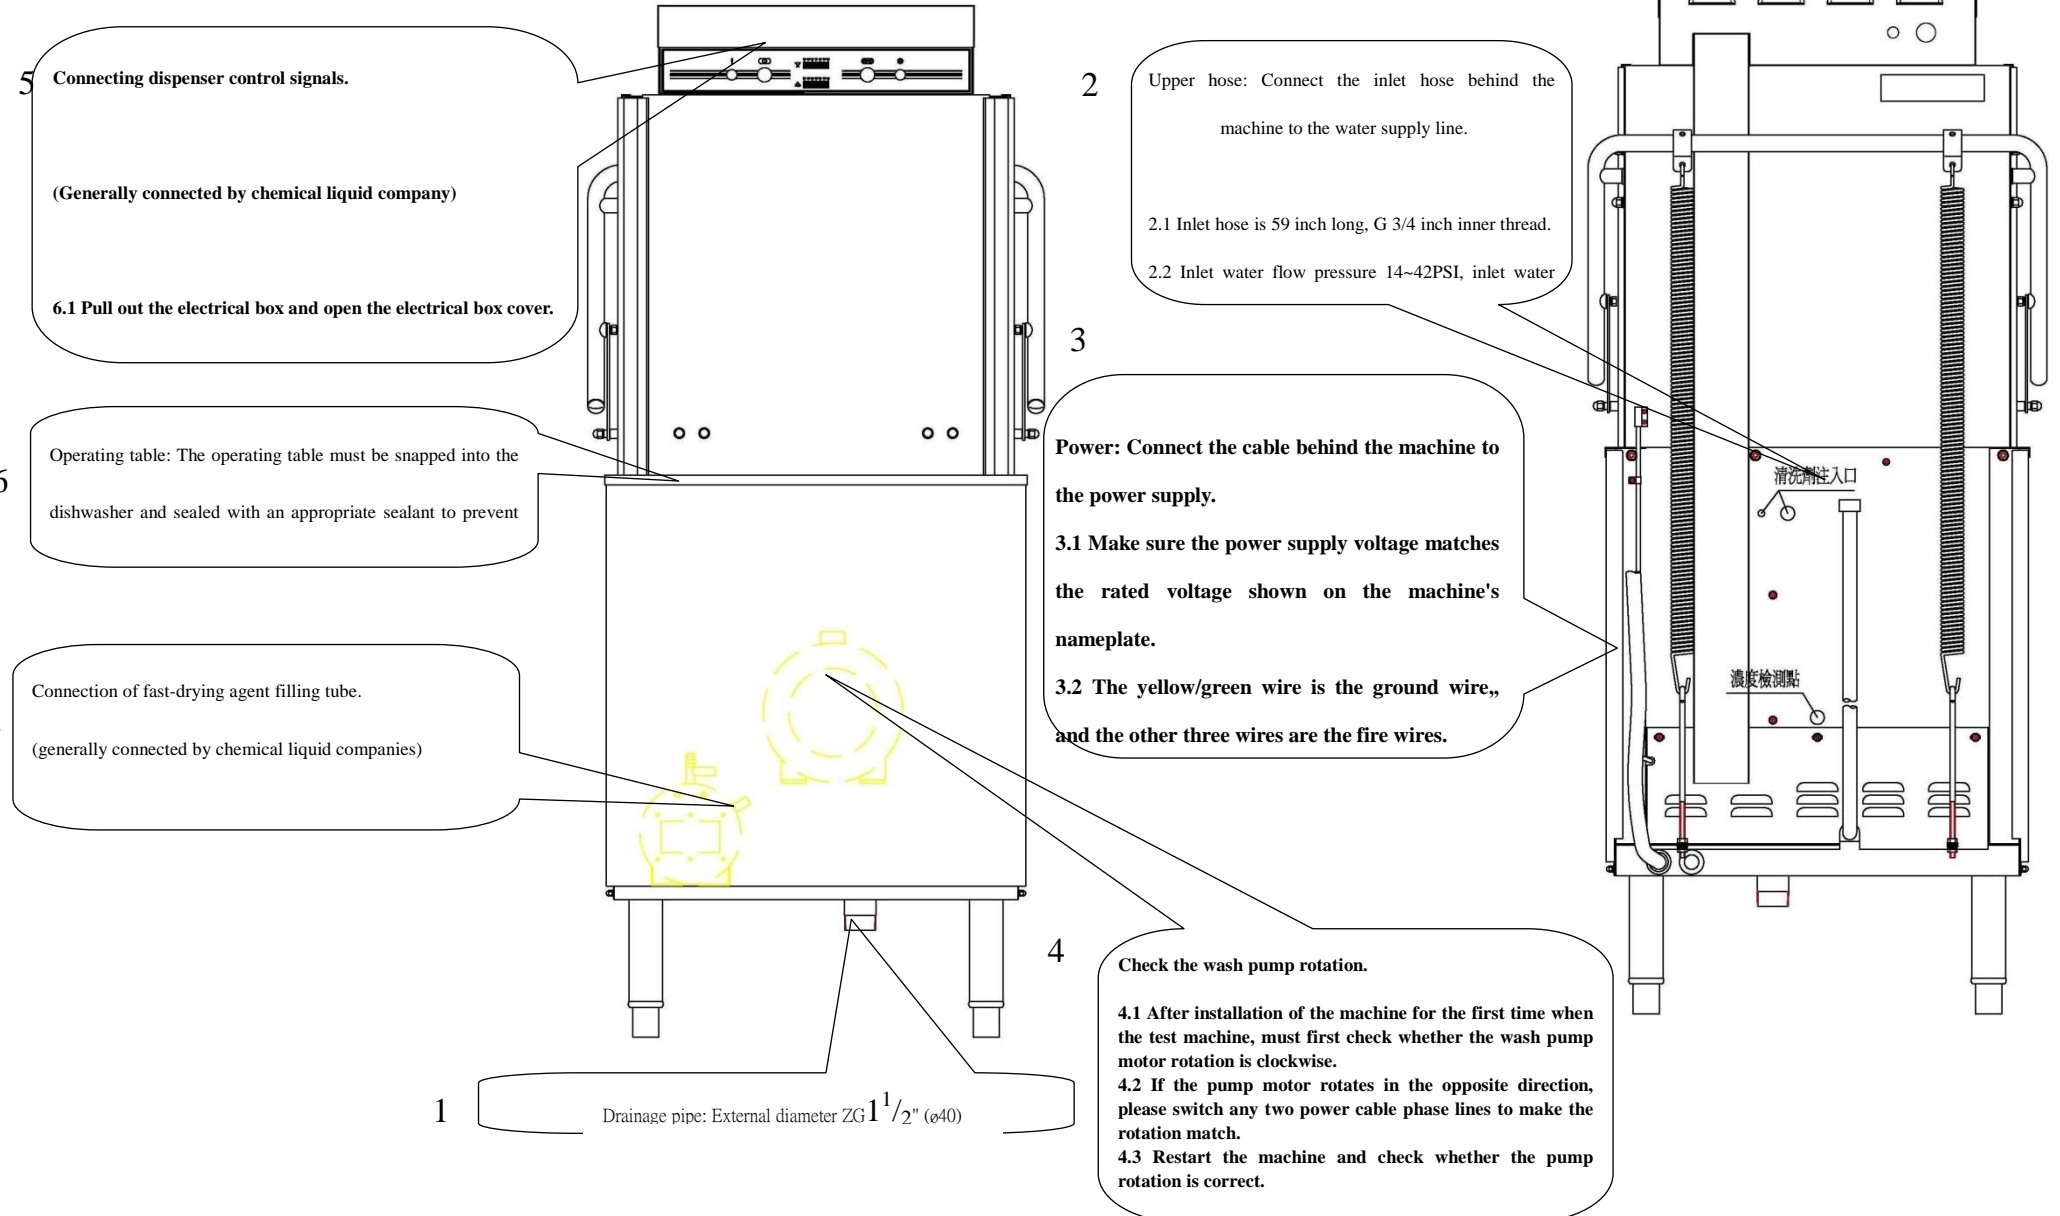 5
Connecting dispenser control signals.
(Generally connected by chemical liquid company)
6.1 Pull out the electrical box and open the electrical box cover.
6
Operating table: The operating table must be snapped into the
dishwasher and sealed with an appropriate sealant to prevent
Connection of fast-drying agent filling tube.
(generally connected by chemical liquid companies)
1
Drainage pipe: External diameter ZG1 1/2" (ø40)
2
Upper hose: Connect the inlet hose behind the
machine to the water supply line.
2.1 Inlet hose is 59 inch long, G 3/4 inch inner thread.
2.2 Inlet water flow pressure 14~42PSI, inlet water
3
Power: Connect the cable behind the machine to
the power supply.
3.1 Make sure the power supply voltage matches
the rated voltage shown on the machine's
nameplate.
3.2 The yellow/green wire is the ground wire,,
and the other three wires are the fire wires.
4
Check the wash pump rotation.
4.1 After installation of the machine for the first time when
the test machine, must first check whether the wash pump
motor rotation is clockwise.
4.2 If the pump motor rotates in the opposite direction,
please switch any two power cable phase lines to make the
rotation match.
4.3 Restart the machine and check whether the pump
rotation is correct.
清洗劑注入口
濃度檢測點